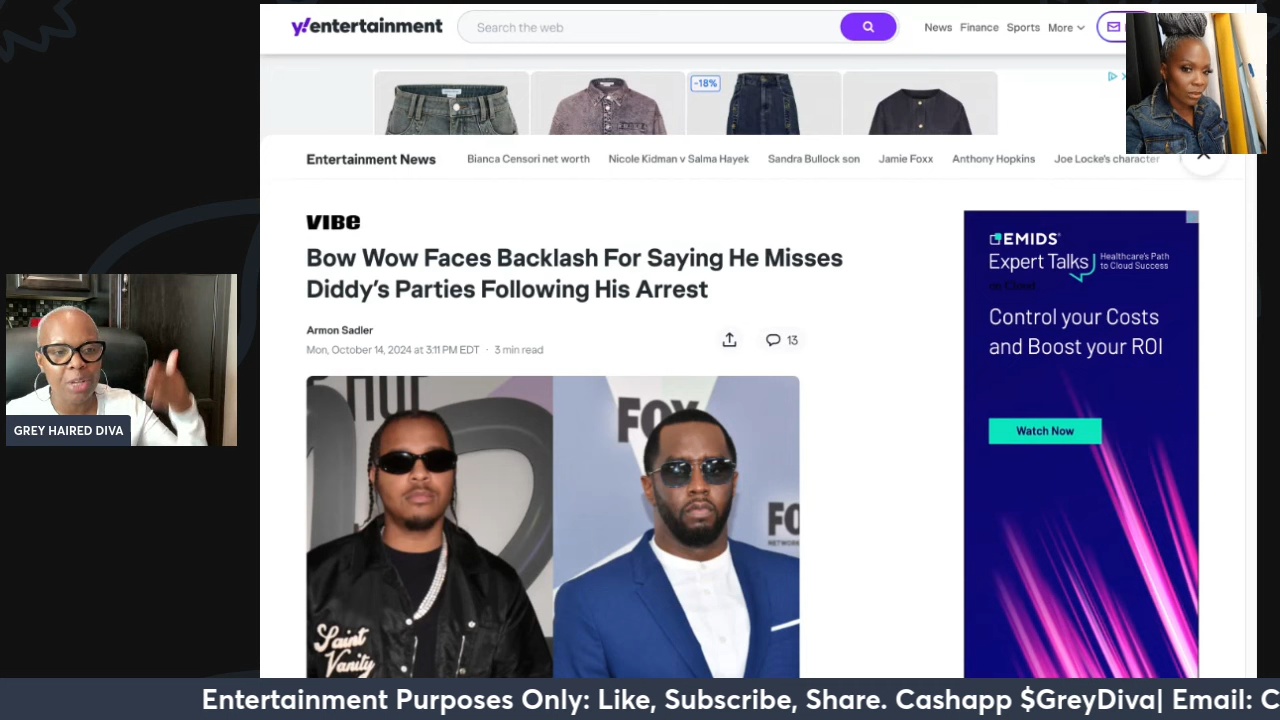 y!entertainment
Search the web
News Finance Sports More
-18%
Entertainment News
Bianca Censori net worth
Nicole Kidman v Salma Hayek
Sandra Bullock son
Jamie Foxx
Anthony Hopkins
Joe Locke's character
VIBE
Bow Wow Faces Backlash For Saying He Misses
Diddy's Parties Following His Arrest
Armon Sadler
Mon, October 14, 2024 at 3:11 PM EDT · 3 min read
13
FOX
FO
NETWORK
Saint
Vanity
EMIDS
Expert Talks
Healthcare's Path
to Cloud Success
on Cloud
Control your Costs
and Boost your ROI
Watch Now
GREY HAIRED DIVA
Entertainment Purposes Only: Like, Subscribe, Share. Cashapp $GreyDiva| Email: C